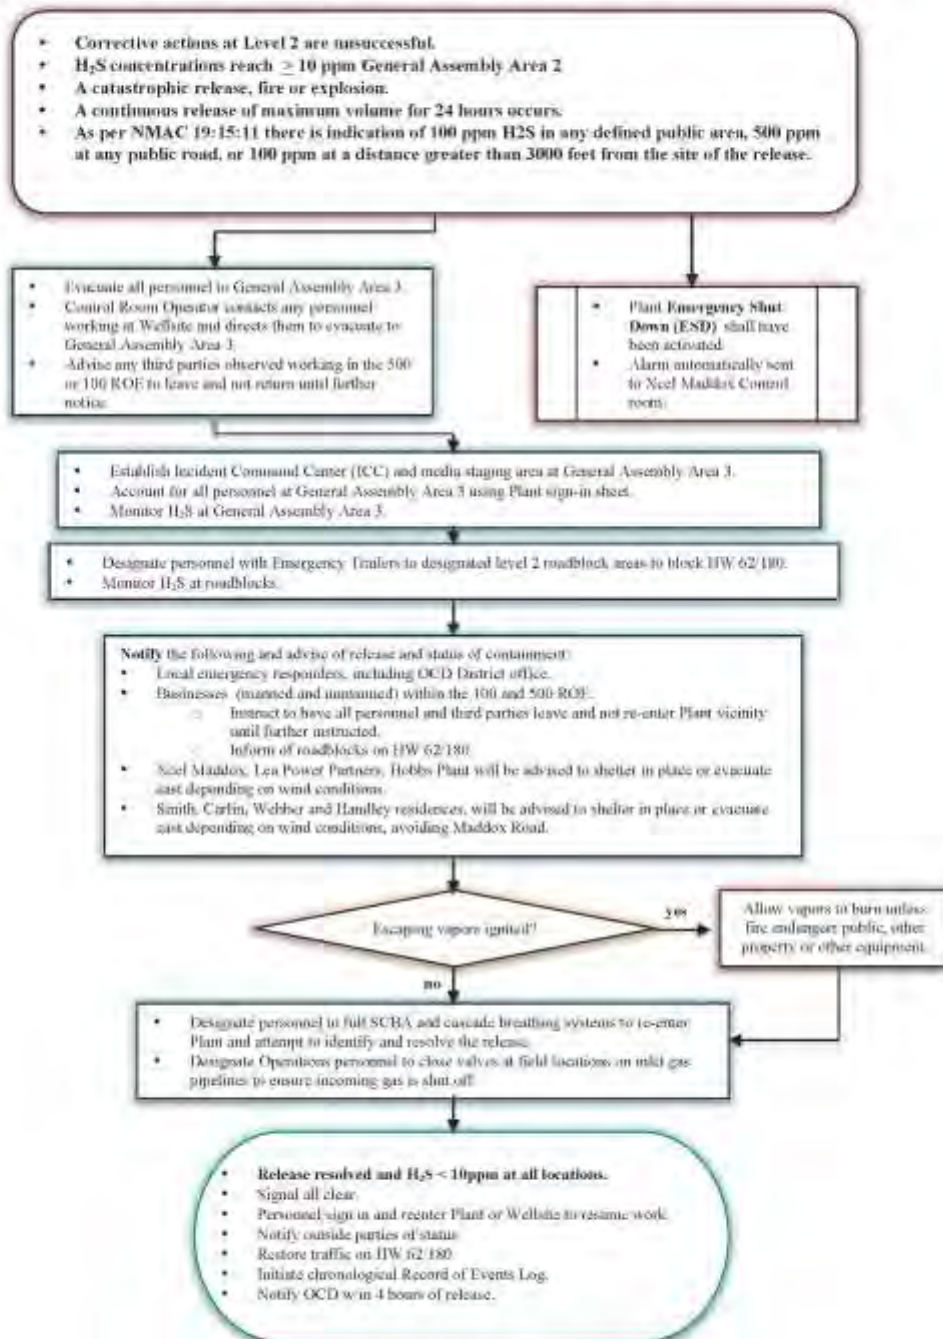 • Corrective actions at Level 2 are unsuccessful.
• H₂S concentrations reach ≥ 10 ppm General Assembly Area 2
• A catastrophic release, fire or explosion.
• A continuous release of maximum volume for 24 hours occurs.
• As per NMAC 19:15:11 there is indication of 100 ppm H2S in any defined public area, 500 ppm
at any public road, or 100 ppm at a distance greater than 3000 feet from the site of the release.
• Evacuate all personnel to General Assembly Area 3.
• Control Room Operator contacts any personnel
working at Wellsite and directs them to evacuate to
General Assembly Area 3.
• Advise any third parties observed working in the 500
or 100 ROE to leave and not return until further
notice.
• Plant Emergency Shut
Down (ESD) shall have
been activated.
• Alarm automatically sent
to Xcel Maddox Control
room.
• Establish Incident Command Center (ICC) and media staging area at General Assembly Area 3.
• Account for all personnel at General Assembly Area 3 using Plant sign-in sheet.
• Monitor H₂S at General Assembly Area 3.
• Designate personnel with Emergency Trailers to designated level 2 roadblock areas to block HW 62/180.
• Monitor H₂S at roadblocks.
Notify the following and advise of release and status of containment:
• Local emergency responders, including OCD District office.
• Businesses (manned and unmanned) within the 100 and 500 ROE.
○ Instruct to have all personnel and third parties leave and not re-enter Plant vicinity
until further instructed.
○ Inform of roadblocks on HW 62/180
• Xcel Maddox, Lea Power Partners, Hobbs Plant will be advised to shelter in place or evacuate
east depending on wind conditions.
• Smith, Carlin, Webber and Handley residences, will be advised to shelter in place or evacuate
east depending on wind conditions, avoiding Maddox Road.
Escaping vapors ignited?
yes
Allow vapors to burn unless
fire endangers public, other
property or other equipment.
no
• Designate personnel in full SCBA and cascade breathing systems to re-enter
Plant and attempt to identify and resolve the release.
• Designate Operations personnel to close valves at field locations on inlet gas
pipelines to ensure incoming gas is shut off
• Release resolved and H₂S < 10ppm at all locations.
• Signal all clear.
• Personnel sign in and reenter Plant or Wellsite to resume work.
• Notify outside parties of status
• Restore traffic on HW 62/180
• Initiate chronological Record of Events Log.
• Notify OCD w/in 4 hours of release.